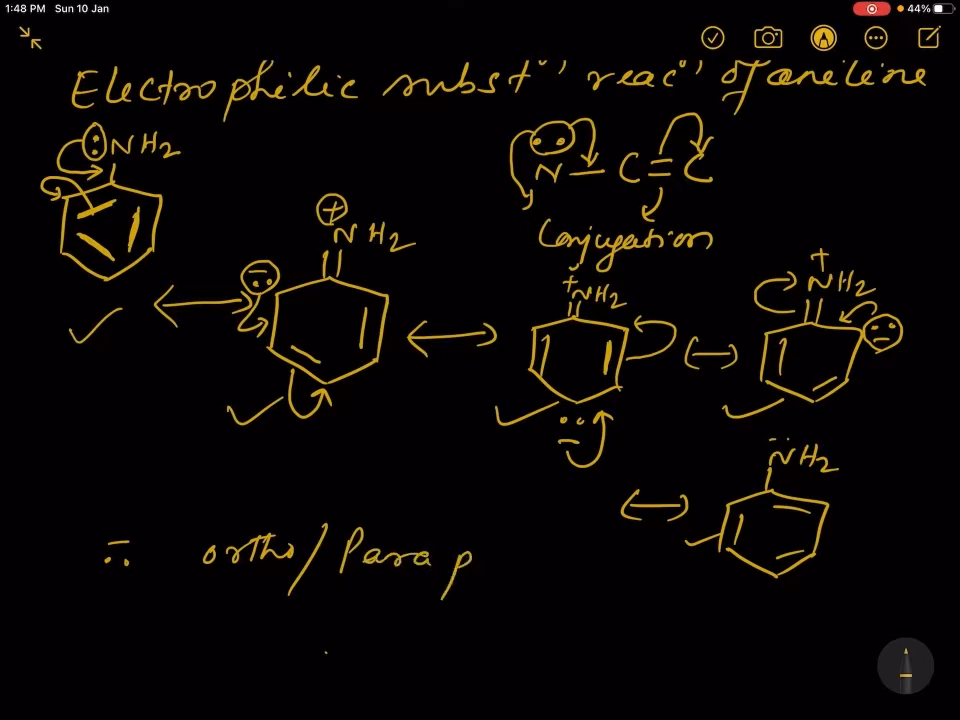 1:48 PM Sun 10 Jan
44%
Electrophilic substⁿ reacⁿ of aniline
:NH2
N — C = C
Conjugation
⊕
NH2
+NH2
+
NH2
N̈H2
∴ ortho/Para p